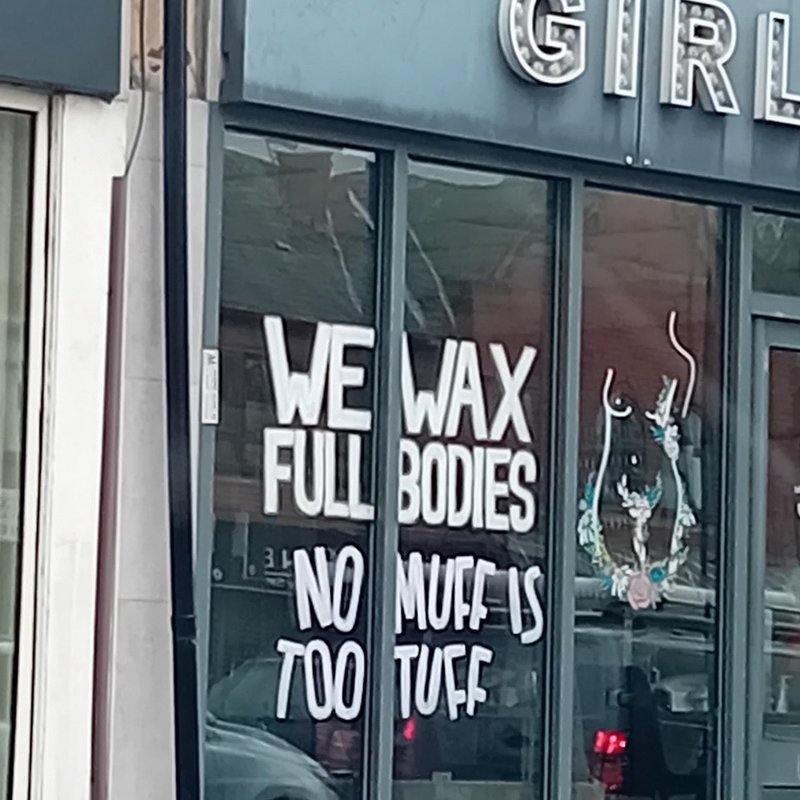 GIRL
WE WAX
FULL BODIES
NO MUFF IS
TOO TUFF